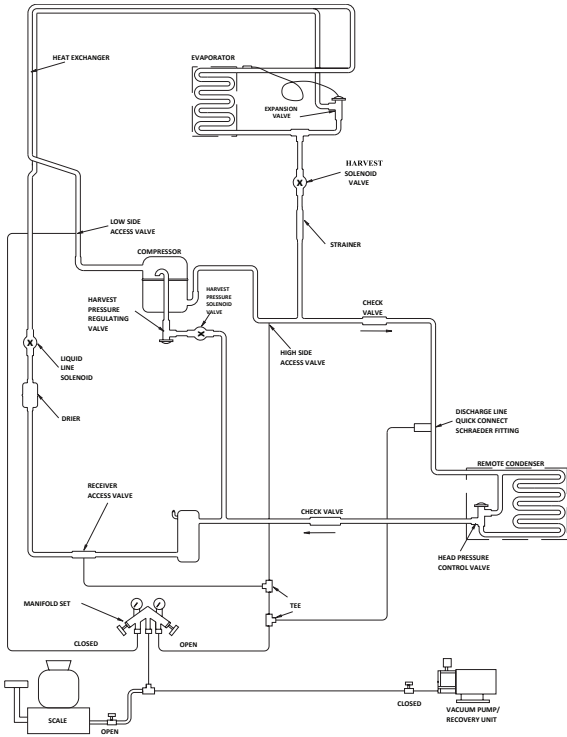 HEAT EXCHANGER
EVAPORATOR
EXPANSION
VALVE
HARVEST
SOLENOID
VALVE
LOW SIDE
ACCESS VALVE
STRAINER
COMPRESSOR
HARVEST
PRESSURE
SOLENOID
VALVE
HARVEST
PRESSURE
REGULATING
VALVE
CHECK
VALVE
HIGH SIDE
ACCESS VALVE
LIQUID
LINE
SOLENOID
DRIER
DISCHARGE LINE
QUICK CONNECT
SCHRAEDER FITTING
REMOTE CONDENSER
RECEIVER
ACCESS VALVE
CHECK VALVE
HEAD PRESSURE
CONTROL VALVE
MANIFOLD SET
TEE
CLOSED
OPEN
SCALE
OPEN
CLOSED
VACUUM PUMP/
RECOVERY UNIT
X
X
X